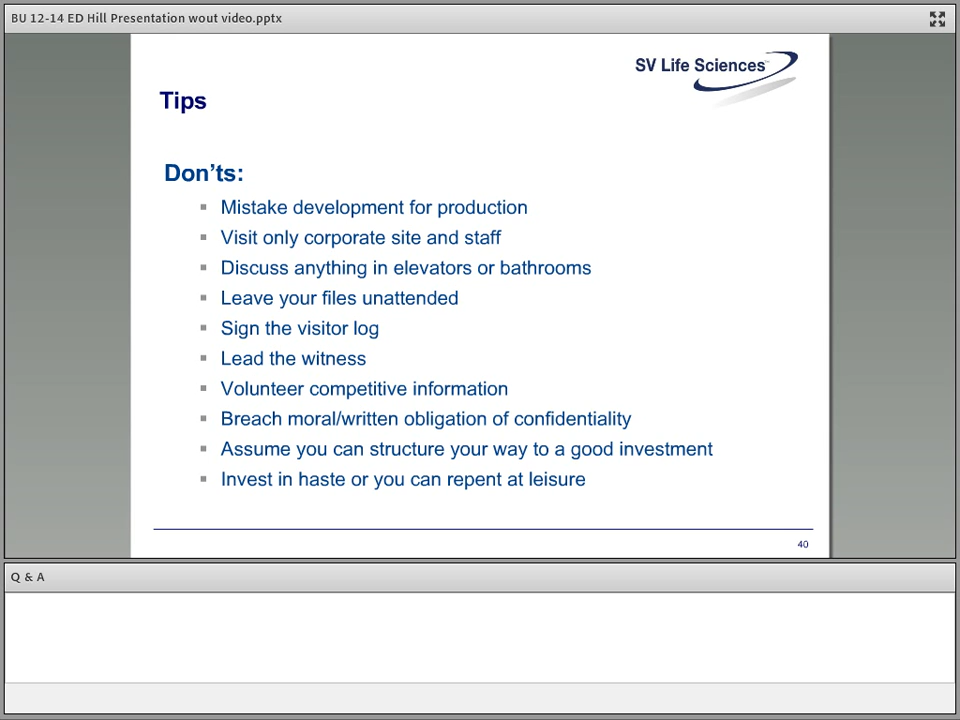 BU 12-14 ED Hill Presentation wout video.pptx
SV Life Sciences
Tips
Don'ts:
Mistake development for production
Visit only corporate site and staff
Discuss anything in elevators or bathrooms
Leave your files unattended
Sign the visitor log
Lead the witness
Volunteer competitive information
Breach moral/written obligation of confidentiality
Assume you can structure your way to a good investment
Invest in haste or you can repent at leisure
40
Q & A